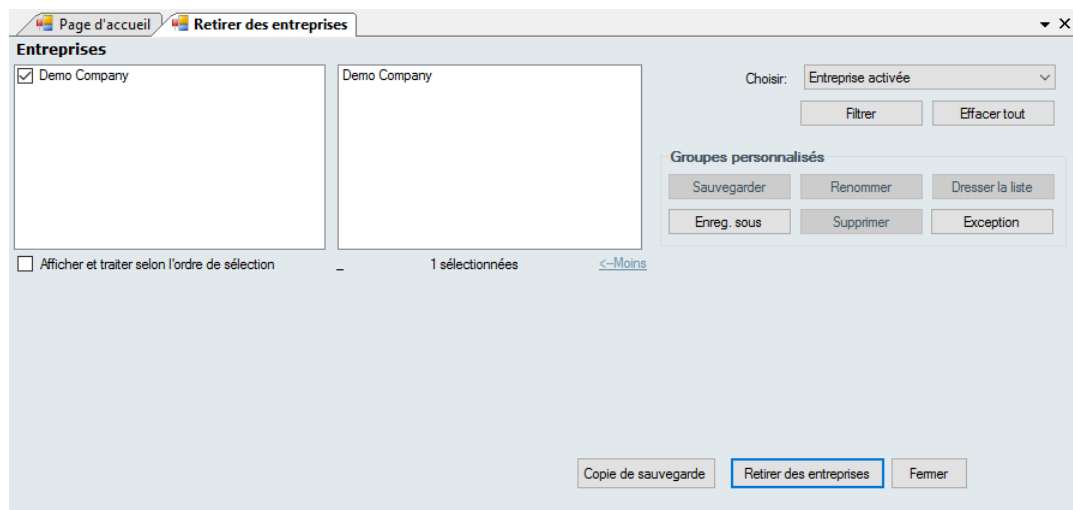 Page d'accueil Retirer des entreprises
Entreprises
Demo Company
Demo Company
Choisir: Entreprise activée
Filtrer Effacer tout
Groupes personnalisés
Sauvegarder Renommer Dresser la liste
Enreg. sous Supprimer Exception
Afficher et traiter selon l'ordre de sélection _ 1 sélectionnées <--Moins
Copie de sauvegarde Retirer des entreprises Fermer